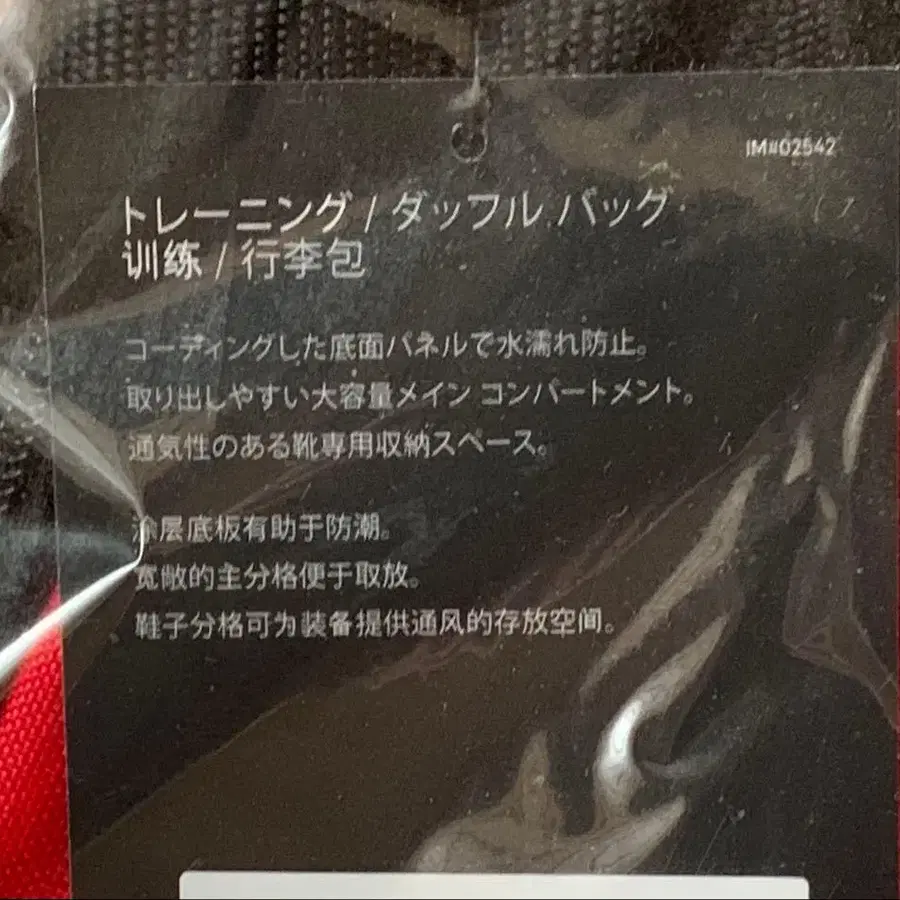 IM#02542
トレーニング / ダッフル バッグ
训练 / 行李包
コーティングした底面パネルで水濡れ防止。
取り出しやすい大容量メイン コンパートメント。
通気性のある靴専用収納スペース。
涂层底板有助于防潮。
宽敞的主分格便于取放。
鞋子分格可为装备提供通风的存放空间。